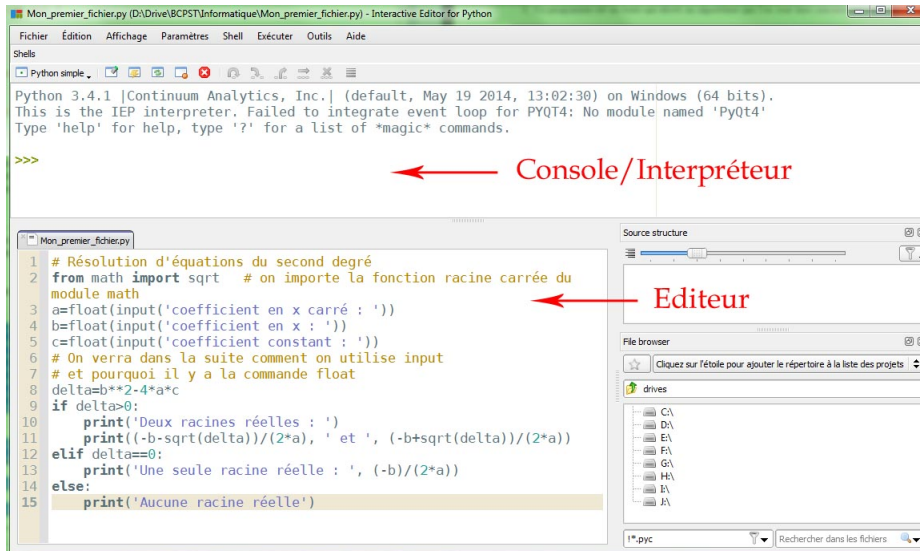 Mon_premier_fichier.py (D:\Drive\BCPST\Informatique\Mon_premier_fichier.py) - Interactive Editor for Python
Fichier Édition Affichage Paramètres Shell Exécuter Outils Aide
Shells
Python simple
Python 3.4.1 |Continuum Analytics, Inc.| (default, May 19 2014, 13:02:30) on Windows (64 bits).
This is the IEP interpreter. Failed to integrate event loop for PYQT4: No module named 'PyQt4'
Type 'help' for help, type '?' for a list of *magic* commands.
>>>
Console/Interpréteur
Mon_premier_fichier.py
1 # Résolution d'équations du second degré
2 from math import sqrt   # on importe la fonction racine carrée du
module math
3 a=float(input('coefficient en x carré : '))
4 b=float(input('coefficient en x : '))
5 c=float(input('coefficient constant : '))
6 # On verra dans la suite comment on utilise input
7 # et pourquoi il y a la commande float
8 delta=b**2-4*a*c
9 if delta>0:
10     print('Deux racines réelles : ')
11     print((-b-sqrt(delta))/(2*a), ' et ', (-b+sqrt(delta))/(2*a))
12 elif delta==0:
13     print('Une seule racine réelle : ', (-b)/(2*a))
14 else:
15     print('Aucune racine réelle')
Editeur
Source structure
File browser
Cliquez sur l'étoile pour ajouter le répertoire à la liste des projets
drives
C:\
D:\
E:\
F:\
G:\
H:\
I:\
J:\
!*.pyc
Rechercher dans les fichiers